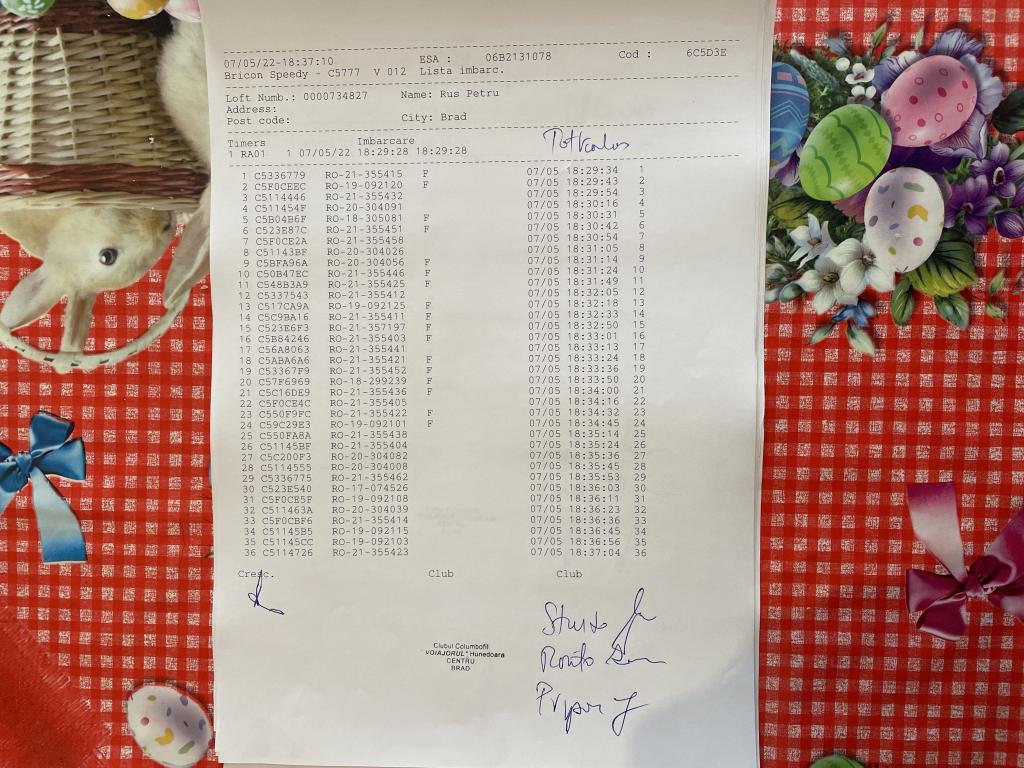 07/05/22-18:37:10 ESA : 06B2131078 Cod : 6C5D3E
Bricon Speedy - C5777 V 012 Lista imbarc.
Loft Numb.: 0000734827 Name: Rus Petru
Address:
Post code: City: Brad
Timers Imbarcare
1 RA01 1 07/05/22 18:29:28 18:29:28
1 C5336779 RO-21-355415 F 07/05 18:29:34 1
2 C5F0CEEC RO-19-092120 F 07/05 18:29:43 2
3 C5114446 RO-21-355432 07/05 18:29:54 3
4 C511454F RO-20-304091 07/05 18:30:16 4
5 C5B04B6F RO-18-305081 F 07/05 18:30:31 5
6 C523E87C RO-21-355451 F 07/05 18:30:42 6
7 C5F0CE2A RO-21-355458 07/05 18:30:54 7
8 C51143BF RO-20-304026 07/05 18:31:05 8
9 C5BFA96A RO-20-304056 F 07/05 18:31:14 9
10 C50B47EC RO-21-355446 F 07/05 18:31:24 10
11 C548B3A9 RO-21-355425 F 07/05 18:31:49 11
12 C5337543 RO-21-355412 07/05 18:32:05 12
13 C517CA9A RO-19-092125 F 07/05 18:32:18 13
14 C5C9BA16 RO-21-355411 F 07/05 18:32:33 14
15 C523E6F3 RO-21-357197 F 07/05 18:32:50 15
16 C5B84246 RO-21-355403 F 07/05 18:33:01 16
17 C56A8063 RO-21-355441 07/05 18:33:13 17
18 C5ABA6A6 RO-21-355421 F 07/05 18:33:24 18
19 C53367F9 RO-21-355452 F 07/05 18:33:36 19
20 C57F6969 RO-18-299239 F 07/05 18:33:50 20
21 C5C16DE9 RO-21-355436 F 07/05 18:34:00 21
22 C5F0CE4C RO-21-355405 07/05 18:34:16 22
23 C550F9FC RO-21-355422 F 07/05 18:34:32 23
24 C59C29E3 RO-19-092101 F 07/05 18:34:45 24
25 C550FA8A RO-21-355438 07/05 18:35:14 25
26 C51145BF RO-21-355404 07/05 18:35:24 26
27 C5C200F3 RO-20-304082 07/05 18:35:36 27
28 C5114555 RO-20-304008 07/05 18:35:45 28
29 C5336775 RO-21-355462 07/05 18:35:53 29
30 C523E540 RO-17-074526 07/05 18:36:03 30
31 C5F0CE5F RO-19-092108 07/05 18:36:11 31
32 C511463A RO-20-304039 07/05 18:36:23 32
33 C5F0CBF6 RO-21-355414 07/05 18:36:36 33
34 C51145B5 RO-19-092115 07/05 18:36:45 34
35 C51145CC RO-19-092103 07/05 18:36:56 35
36 C5114726 RO-21-355423 07/05 18:37:04 36
Cresc. Club Club
Clubul Columbofil
"VOIAJORUL" Hunedoara
CENTRU
BRAD